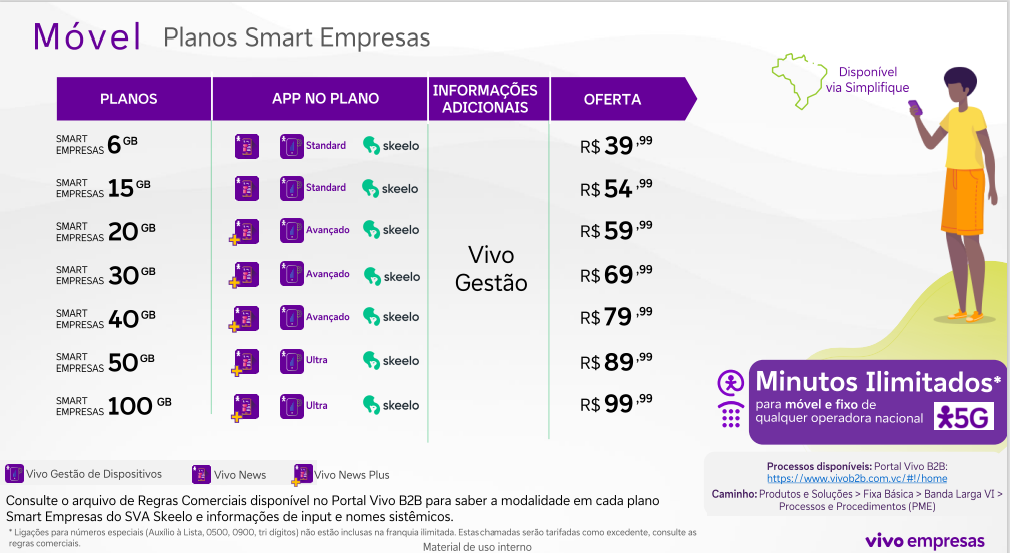 Móvel Planos Smart Empresas
Disponível
via Simplifique
PLANOS
APP NO PLANO
INFORMAÇÕES
ADICIONAIS
OFERTA
SMART
EMPRESAS 6 GB
Standard
skeelo
R$ 39,99
SMART
EMPRESAS 15 GB
Standard
skeelo
R$ 54,99
SMART
EMPRESAS 20 GB
Avançado
skeelo
R$ 59,99
SMART
EMPRESAS 30 GB
Avançado
skeelo
R$ 69,99
SMART
EMPRESAS 40 GB
Avançado
skeelo
R$ 79,99
SMART
EMPRESAS 50 GB
Ultra
skeelo
R$ 89,99
SMART
EMPRESAS 100 GB
Ultra
skeelo
R$ 99,99
Vivo
Gestão
Minutos Ilimitados*
para móvel e fixo de
qualquer operadora nacional
5G
Vivo Gestão de Dispositivos
Vivo News
Vivo News Plus
Consulte o arquivo de Regras Comerciais disponível no Portal Vivo B2B para saber a modalidade em cada plano
Smart Empresas do SVA Skeelo e informações de input e nomes sistêmicos.
* Ligações para números especiais (Auxílio à Lista, 0500, 0900, tri dígitos) não estão inclusas na franquia ilimitada. Estas chamadas serão tarifadas como excedente, consulte as
regras comerciais.
Material de uso interno
Processos disponíveis: Portal Vivo B2B:
https://www.vivob2b.com.vc/#!/home
Caminho: Produtos e Soluções > Fixa Básica > Banda Larga VI >
Processos e Procedimentos (PME)
vivo empresas